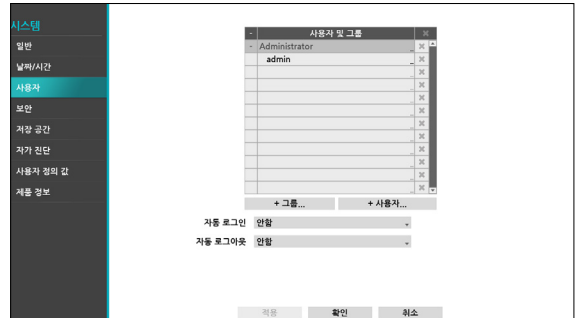 시스템
일반
날짜/시간
사용자
보안
저장 공간
자가 진단
사용자 정의 값
제품 정보
- 사용자 및 그룹
- Administrator
admin
+ 그룹... + 사용자...
자동 로그인 안함
자동 로그아웃 안함
적용 확인 취소